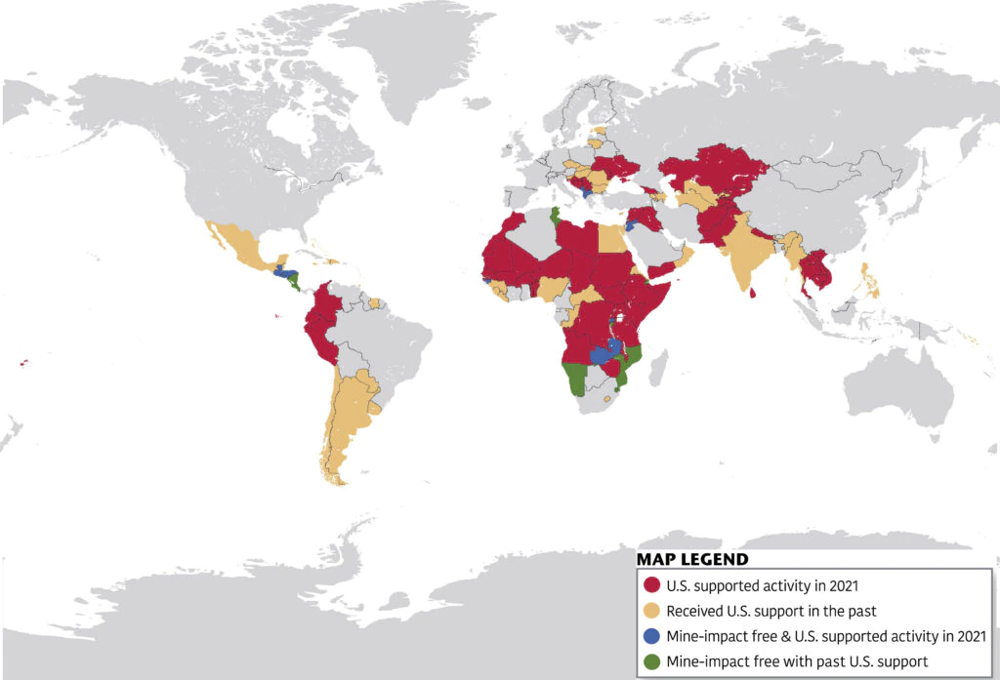 MAP LEGEND
U.S. supported activity in 2021
Received U.S. support in the past
Mine-impact free & U.S. supported activity in 2021
Mine-impact free with past U.S. support